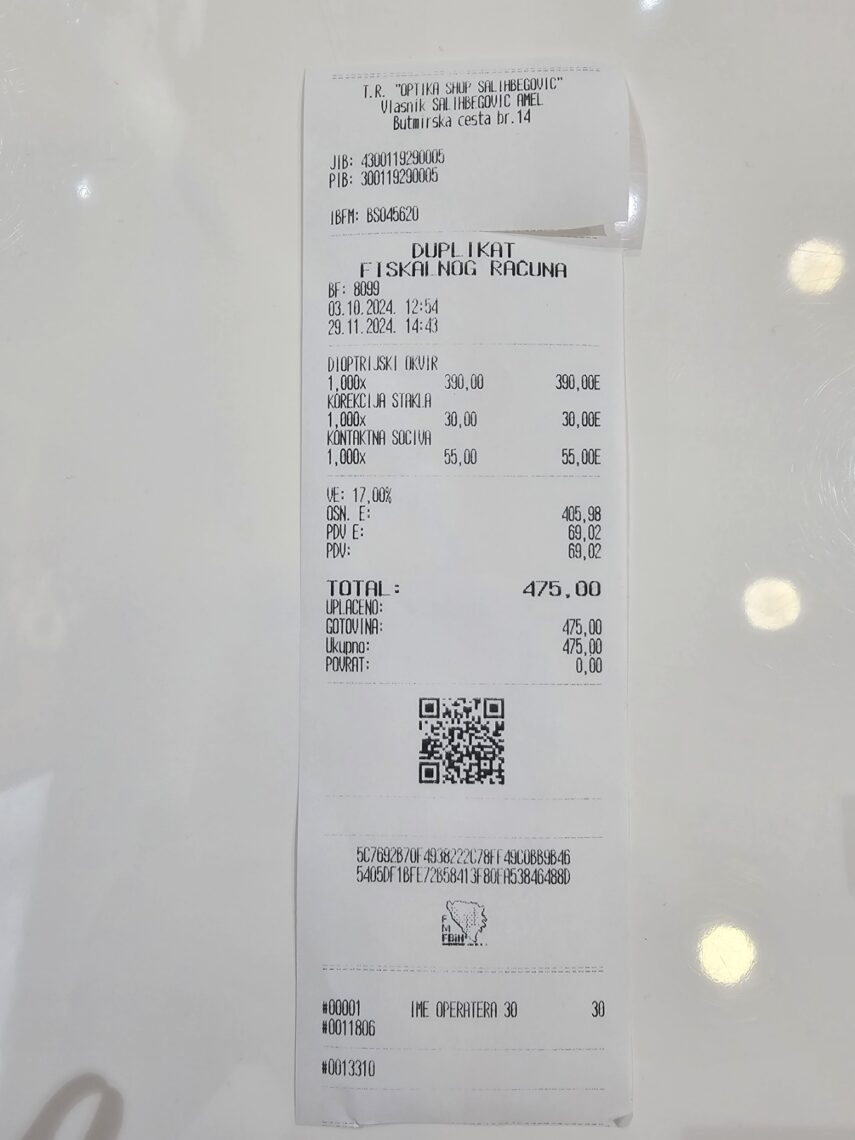 T.R. "OPTIKA SHUP SALIHBEGOVIC"
Vlasnik SALIHBEGOVIC AMEL
Butmirska cesta br.14
JIB: 4300119290005
PIB: 300119290005
IBFM: BS045620
DUPLIKAT
FISKALNOG RAČUNA
BF: 8099
03.10.2024. 12:54
29.11.2024. 14:43
DIOPTRIJSKI OKVIR
1,000x 390,00 390,00E
KOREKCIJA STAKLA
1,000x 30,00 30,00E
KONTAKTNA SOCIVA
1,000x 55,00 55,00E
VE: 17,00%
OSN. E: 405,98
PDV E: 69,02
PDV: 69,02
TOTAL: 475,00
UPLAĆENO:
GOTOVINA: 475,00
Ukupno: 475,00
POVRAT: 0,00
5C7692B70F4938222C78FF49C0BB9B46
5405DF1BFE72B58413F80FA53846488D
FM
FBiH
#00001 IME OPERATERA 30 30
#0011806
#0013310